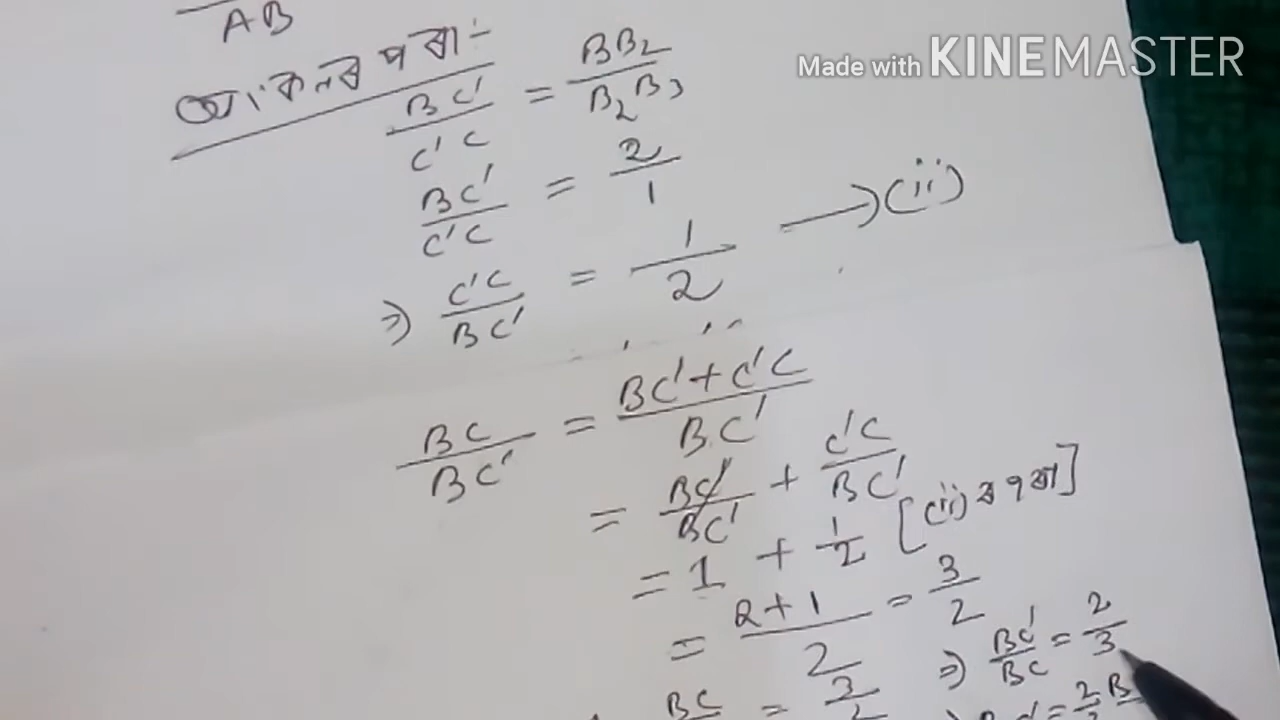 AB
Made with KINEMASTER
অংকনৰ পৰা :-
BC'/C'C = BB₂/B₂B₃
BC'/C'C = 2/1
⇒ C'C/BC' = 1/2 → (ii)
BC/BC' = BC'+C'C/BC'
= BC'/BC' + C'C/BC'
= 1 + 1/2 [(ii) ৰ পৰা]
= 2+1/2 = 3/2
⇒ BC'/BC = 2/3